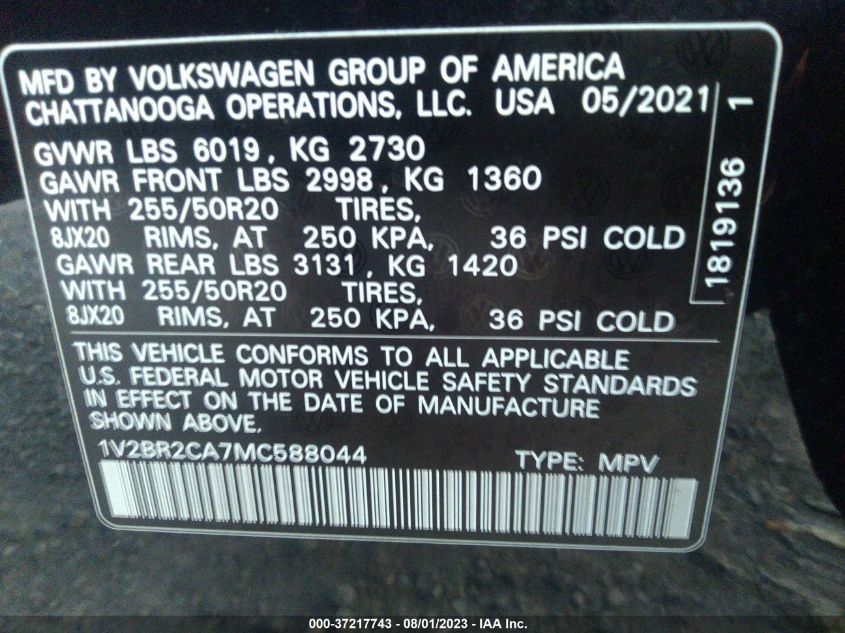 MFD BY VOLKSWAGEN GROUP OF AMERICA
CHATTANOOGA OPERATIONS, LLC. USA 05/2021
GVWR LBS 6019, KG 2730
GAWR FRONT LBS 2998, KG 1360
WITH 255/50R20 TIRES,
8JX20 RIMS, AT 250 KPA, 36 PSI COLD
GAWR REAR LBS 3131, KG 1420
WITH 255/50R20 TIRES,
8JX20 RIMS, AT 250 KPA, 36 PSI COLD
1819136 1
THIS VEHICLE CONFORMS TO ALL APPLICABLE
U.S. FEDERAL MOTOR VEHICLE SAFETY STANDARDS
IN EFFECT ON THE DATE OF MANUFACTURE
SHOWN ABOVE.
1V2BR2CA7MC588044 TYPE: MPV
000-37217743 - 08/01/2023 - IAA Inc.